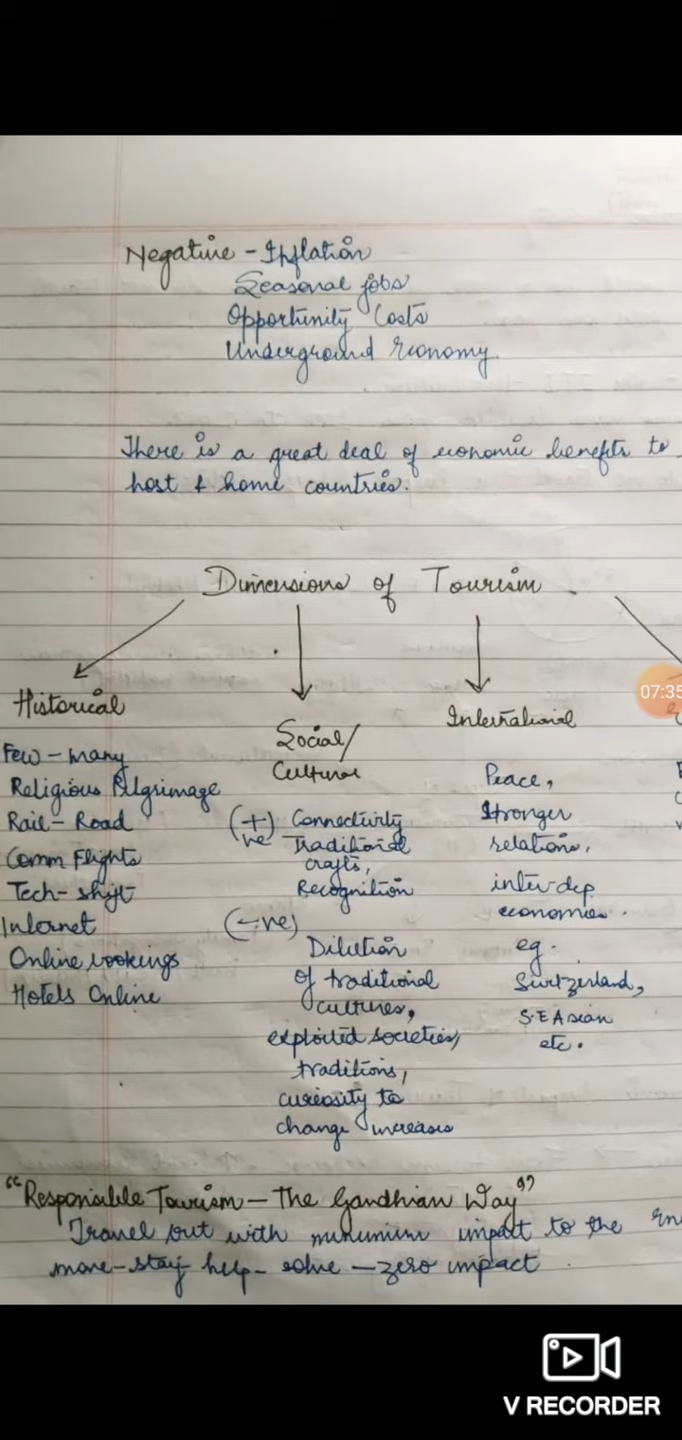 Negative - Inflation
Seasonal jobs
Opportunity Costs
Underground Economy
There is a great deal of economic benefits to
host & home countries.
Dimensions of Tourism
Historical
Few - many
Religious Pilgrimage
Rail - Road
Comm Flights
Tech - shift
Internet
Online bookings
Hotels Online
Social/
Cultural
(+ve) Connectivity
Traditional
crafts,
Recognition
(-ve)
Dilution
of traditional
cultures,
exploited societies,
traditions,
curiosity to
change increases
International
Peace,
Stronger
relations,
inter-dep
economies.
eg.
Switzerland,
S-E Asian
etc.
07:35
"Responsible Tourism - The Gandhian Way"
Travel but with minimum impact to the
move - stay - help - solve - zero impact
V RECORDER